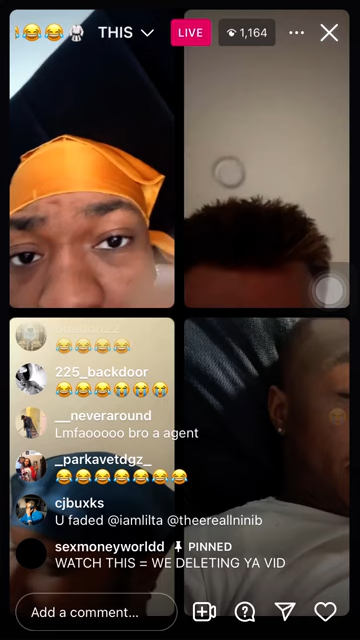 😂😂🥋 THIS
LIVE
1,164
😂😂😂😂
225_backdoor
😂😂😂😭😭😭
__neveraround
Lmfaooooo bro a agent
_parkavetdgz_
😂😂😂😂😂😂😂
cjbuxks
U faded @iamlilta @theereallninib
sexmoneyworldd PINNED
WATCH THIS = WE DELETING YA VID
Add a comment...